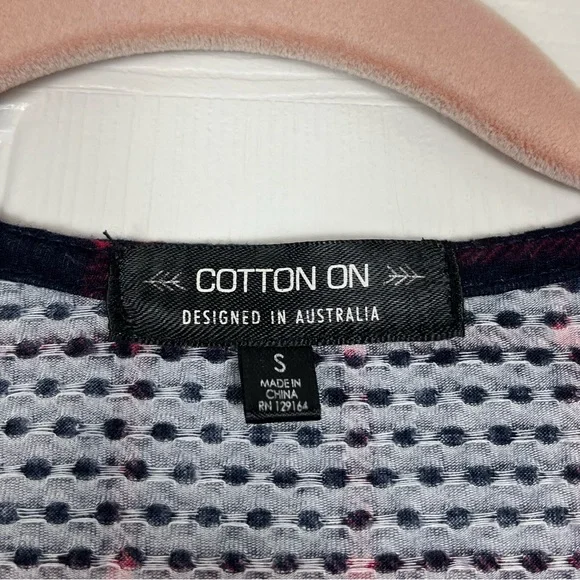 COTTON ON
DESIGNED IN AUSTRALIA
S
MADE IN
CHINA
RN 129164